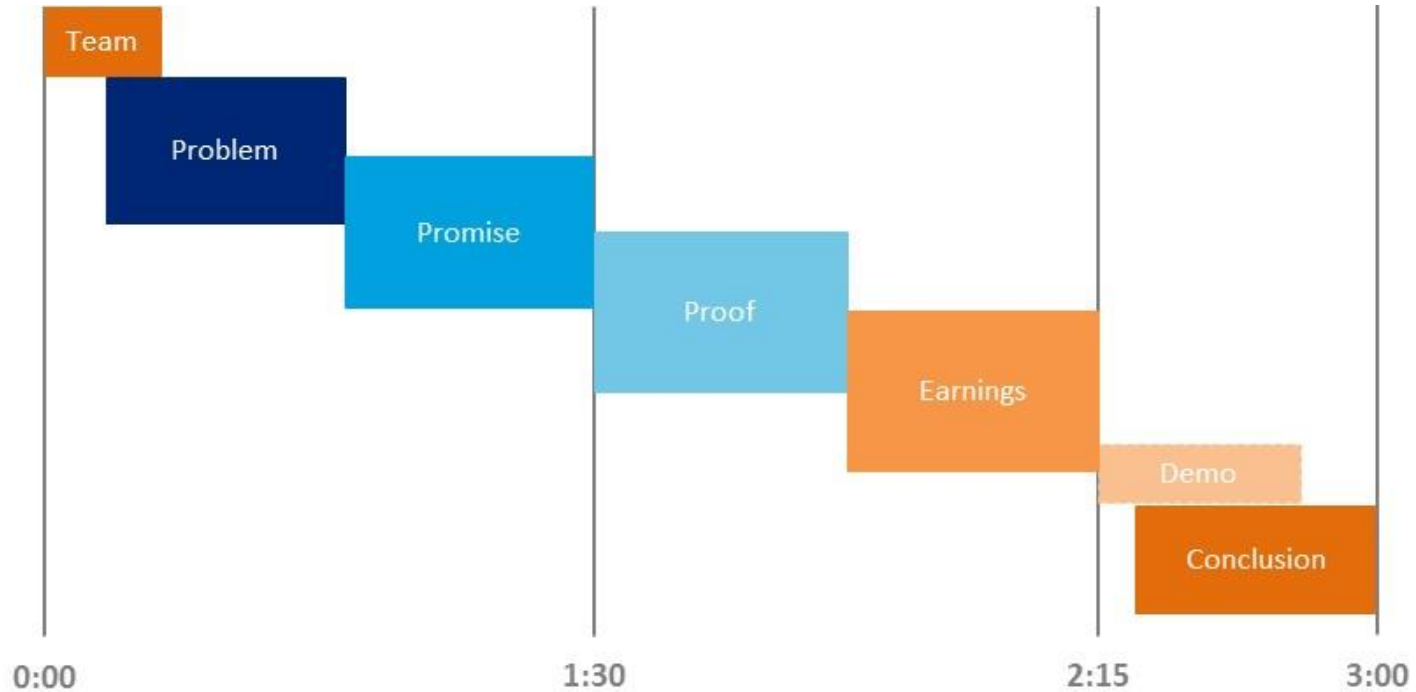 Team
Problem
Promise
Proof
Earnings
Demo
Conclusion
0:00
1:30
2:15
3:00